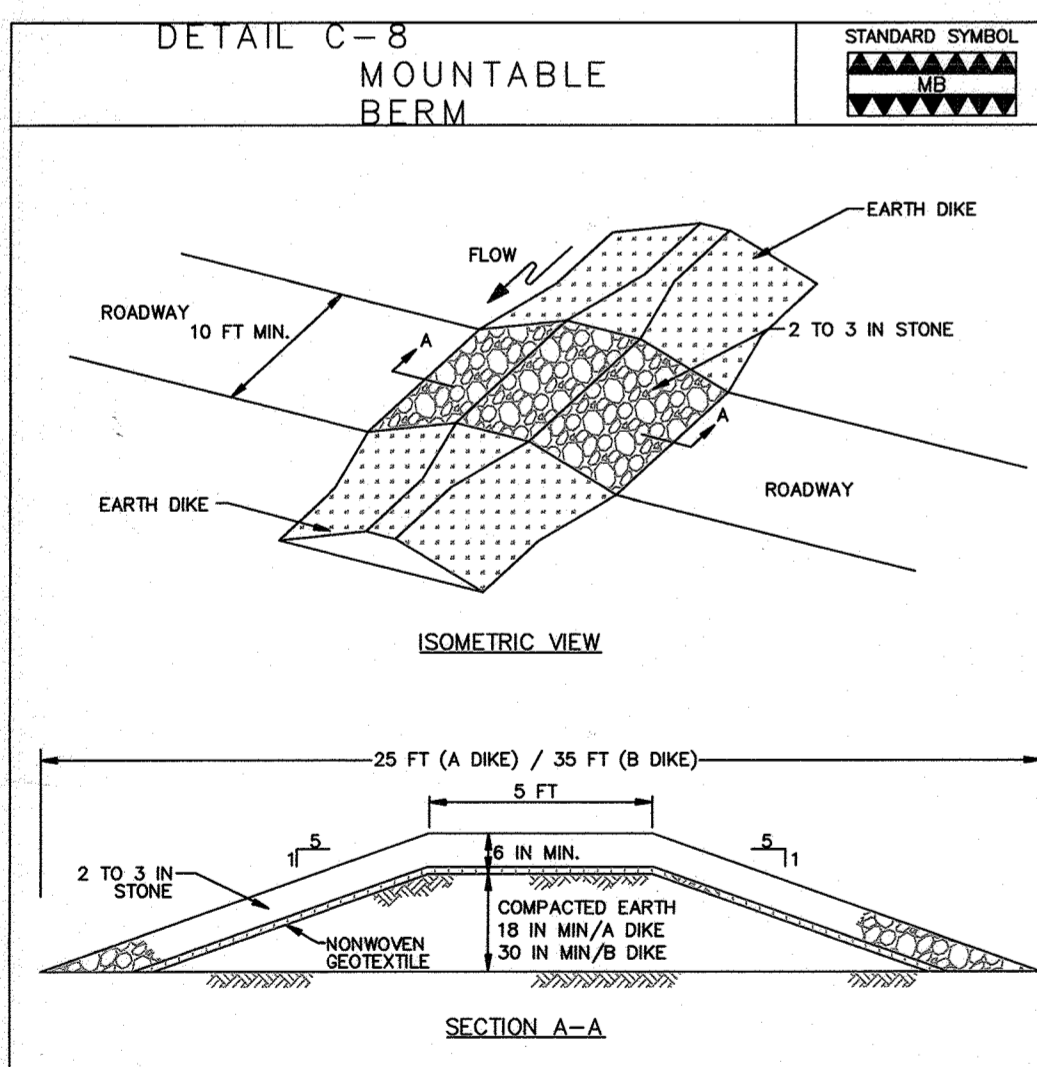 DETAIL C-8
MOUNTABLE
BERM
STANDARD SYMBOL
MB
EARTH DIKE
FLOW
ROADWAY
10 FT MIN.
2 TO 3 IN STONE
A
A
ROADWAY
EARTH DIKE
ISOMETRIC VIEW
25 FT (A DIKE) / 35 FT (B DIKE)
5 FT
5
1
6 IN MIN.
5
1
2 TO 3 IN
STONE
COMPACTED EARTH
18 IN MIN/A DIKE
30 IN MIN/B DIKE
NONWOVEN
GEOTEXTILE
SECTION A-A